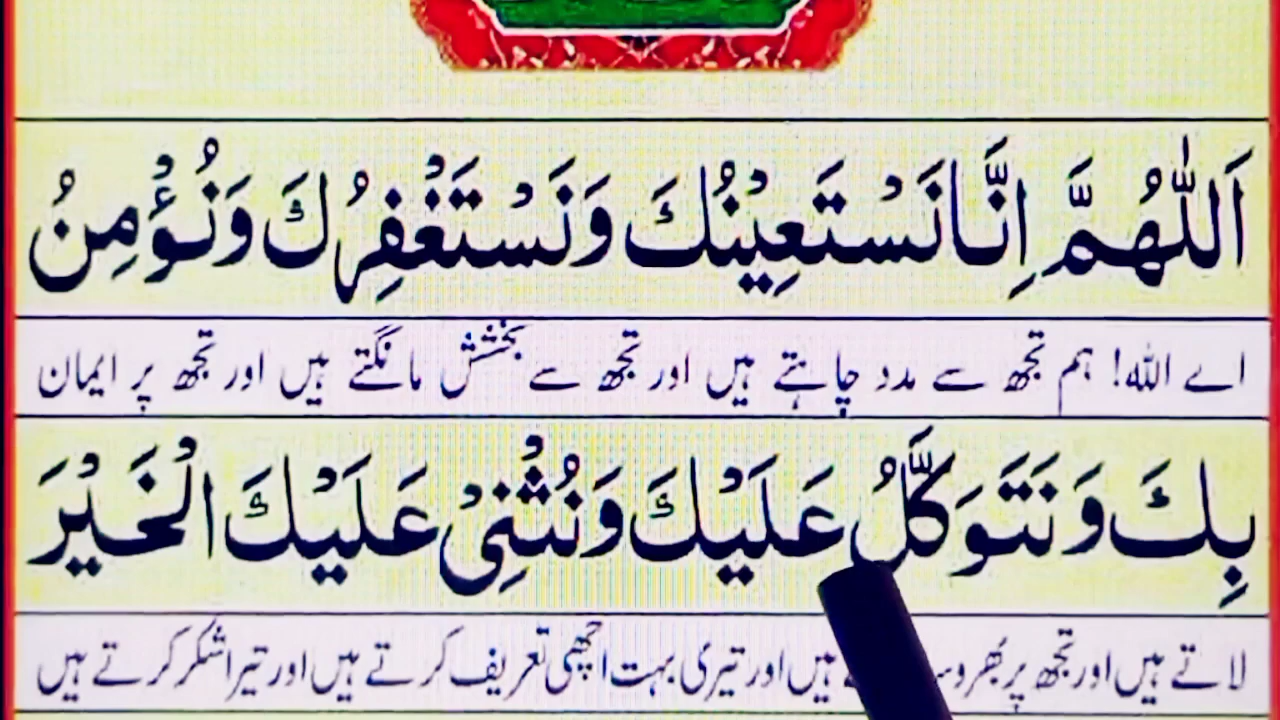 اَللّٰهُمَّ اِنَّا نَسْتَعِيْنُكَ وَنَسْتَغْفِرُكَ وَنُؤْمِنُ
اے اللہ! ہم تجھ سے مدد چاہتے ہیں اور تجھ سے بخشش مانگتے ہیں اور تجھ پر ایمان
بِكَ وَنَتَوَكَّلُ عَلَيْكَ وَنُثْنِيْ عَلَيْكَ الْخَيْرَ
لاتے ہیں اور تجھ پر ہیں اور تیری بہت اچھی تعریف کرتے ہیں اور تیرا شکر کرتے ہیں